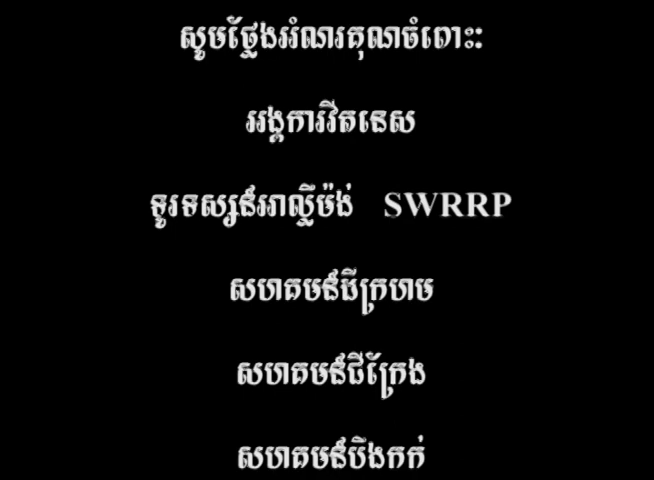 សូមថ្លែងអរំណរគុណចំពោះ:
អង្គការវីតនេស
ទូរទស្សន៍អាល្លឺម៉ង់ SWRRP
សហគមន៍ដីក្រហម
សហគមន៍ជីក្រែង
សហគមន៍បឹងកក់